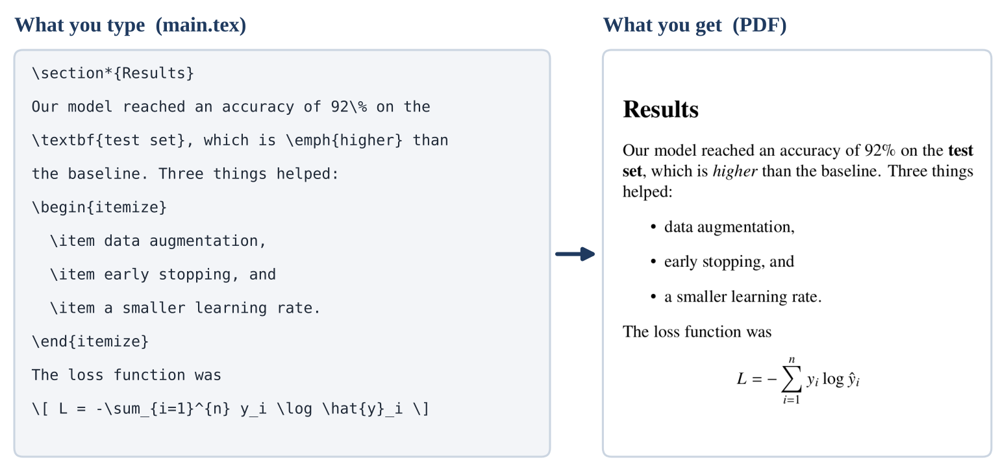 What you type (main.tex)
\section*{Results}
Our model reached an accuracy of 92\% on the
\textbf{test set}, which is \emph{higher} than
the baseline. Three things helped:
\begin{itemize}
  \item data augmentation,
  \item early stopping, and
  \item a smaller learning rate.
\end{itemize}
The loss function was
\[ L = -\sum_{i=1}^{n} y_i \log \hat{y}_i \]
What you get (PDF)
Results
Our model reached an accuracy of 92% on the test
set, which is higher than the baseline. Three things
helped:
• data augmentation,
• early stopping, and
• a smaller learning rate.
The loss function was
n
L = − ∑ yᵢ log ŷᵢ
i=1